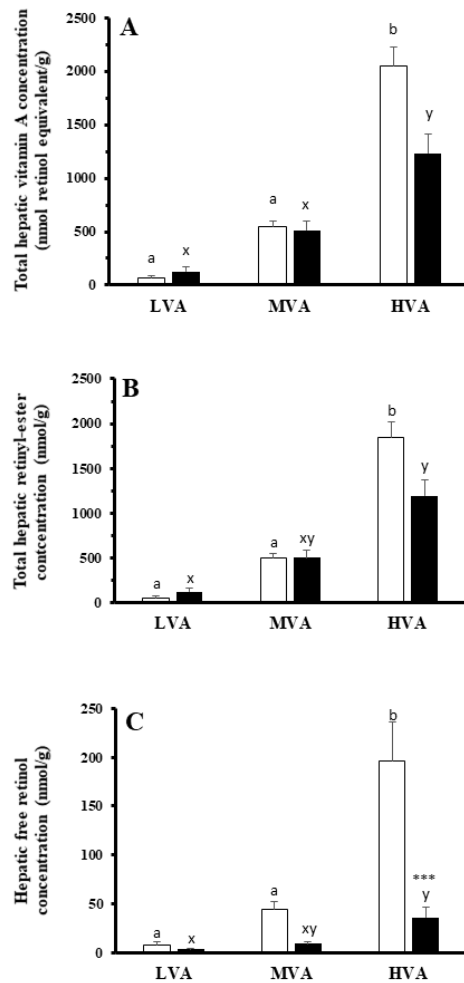 A
Total hepatic vitamin A concentration
(nmol retinol equivalent/g)
2500
2000
1500
1000
500
0
a
x
a
x
b
y
LVA
MVA
HVA
B
Total hepatic retinyl-ester
contcentration (nmol/g)
2500
2000
1500
1000
500
0
a
x
a
xy
b
y
LVA
MVA
HVA
C
Hepatic free retinol
concentration (nmol/g)
250
200
150
100
50
0
a
x
a
xy
b
***
y
LVA
MVA
HVA